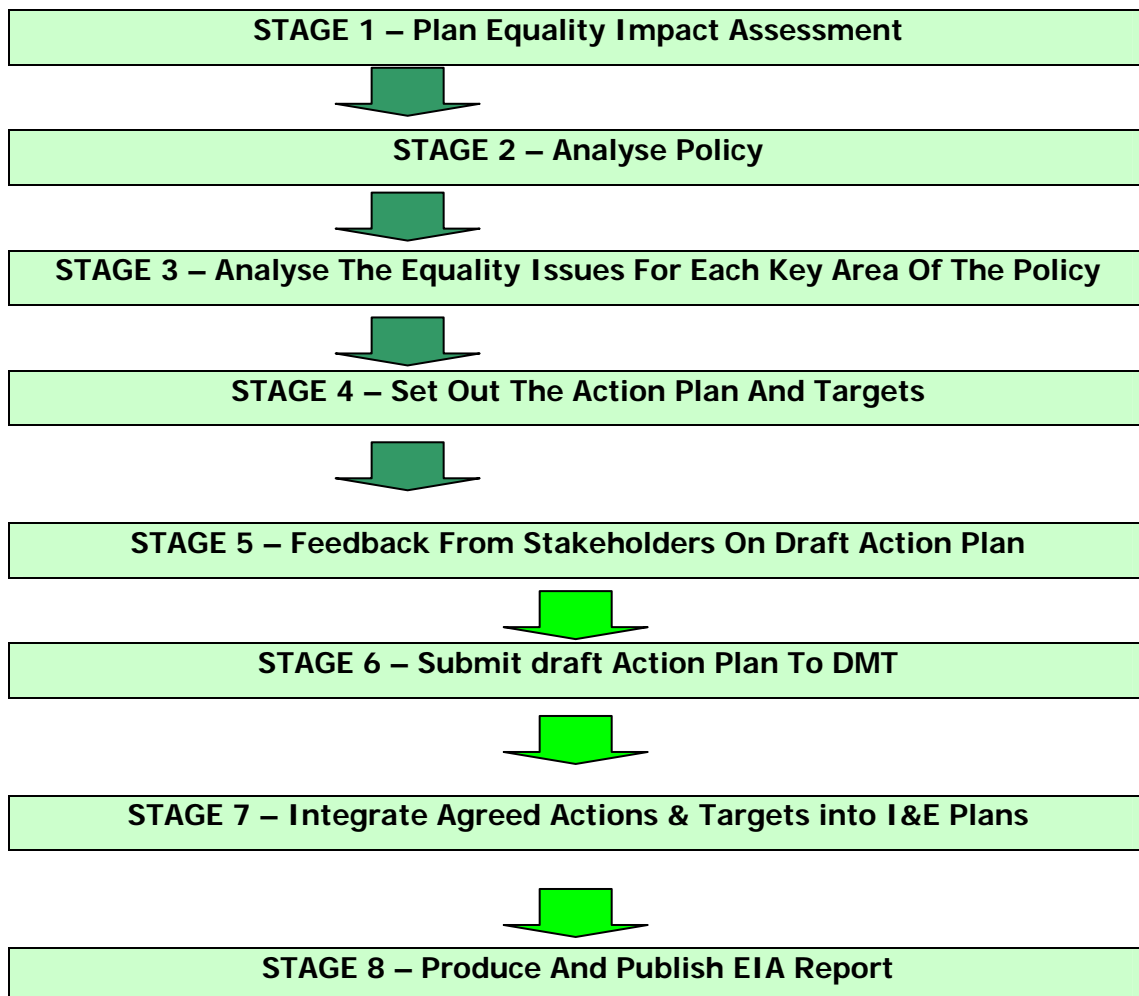 STAGE 1 – Plan Equality Impact Assessment
STAGE 2 – Analyse Policy
STAGE 3 – Analyse The Equality Issues For Each Key Area Of The Policy
STAGE 4 – Set Out The Action Plan And Targets
STAGE 5 – Feedback From Stakeholders On Draft Action Plan
STAGE 6 – Submit draft Action Plan To DMT
STAGE 7 – Integrate Agreed Actions & Targets into I&E Plans
STAGE 8 – Produce And Publish EIA Report